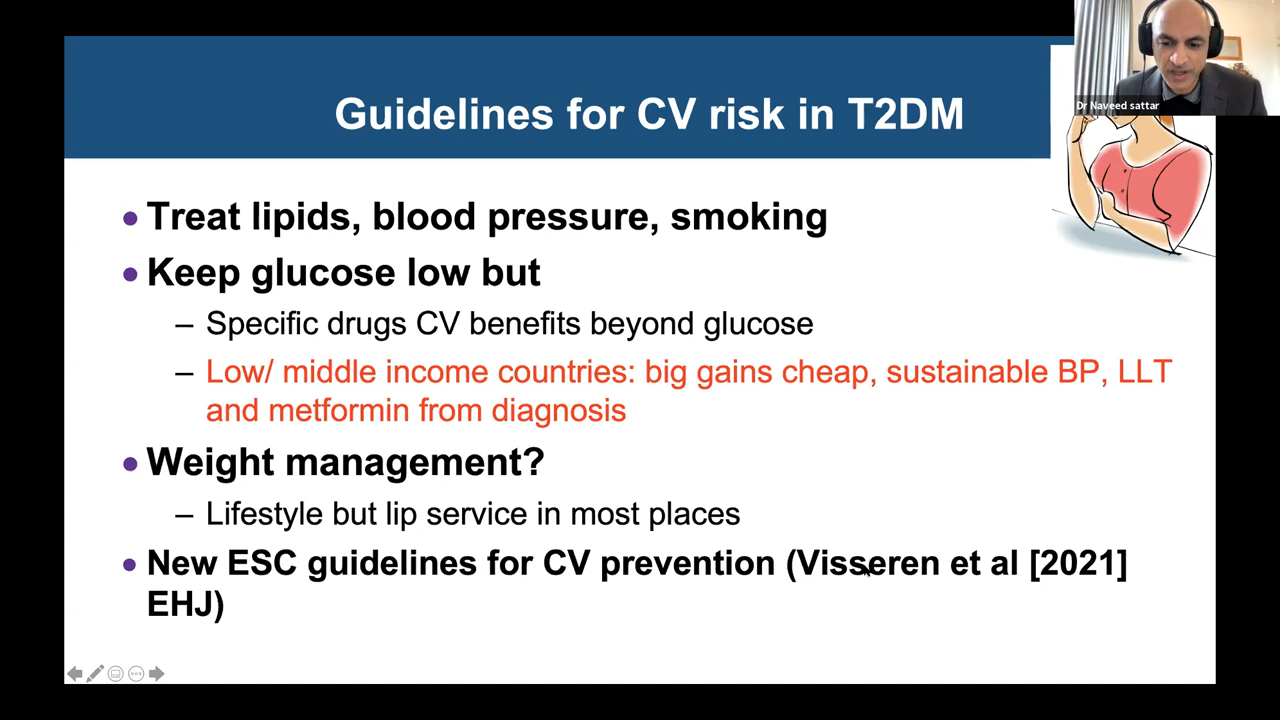 Dr Naveed sattar
Guidelines for CV risk in T2DM
• Treat lipids, blood pressure, smoking
• Keep glucose low but
– Specific drugs CV benefits beyond glucose
– Low/ middle income countries: big gains cheap, sustainable BP, LLT
and metformin from diagnosis
• Weight management?
– Lifestyle but lip service in most places
• New ESC guidelines for CV prevention (Visseren et al [2021]
EHJ)